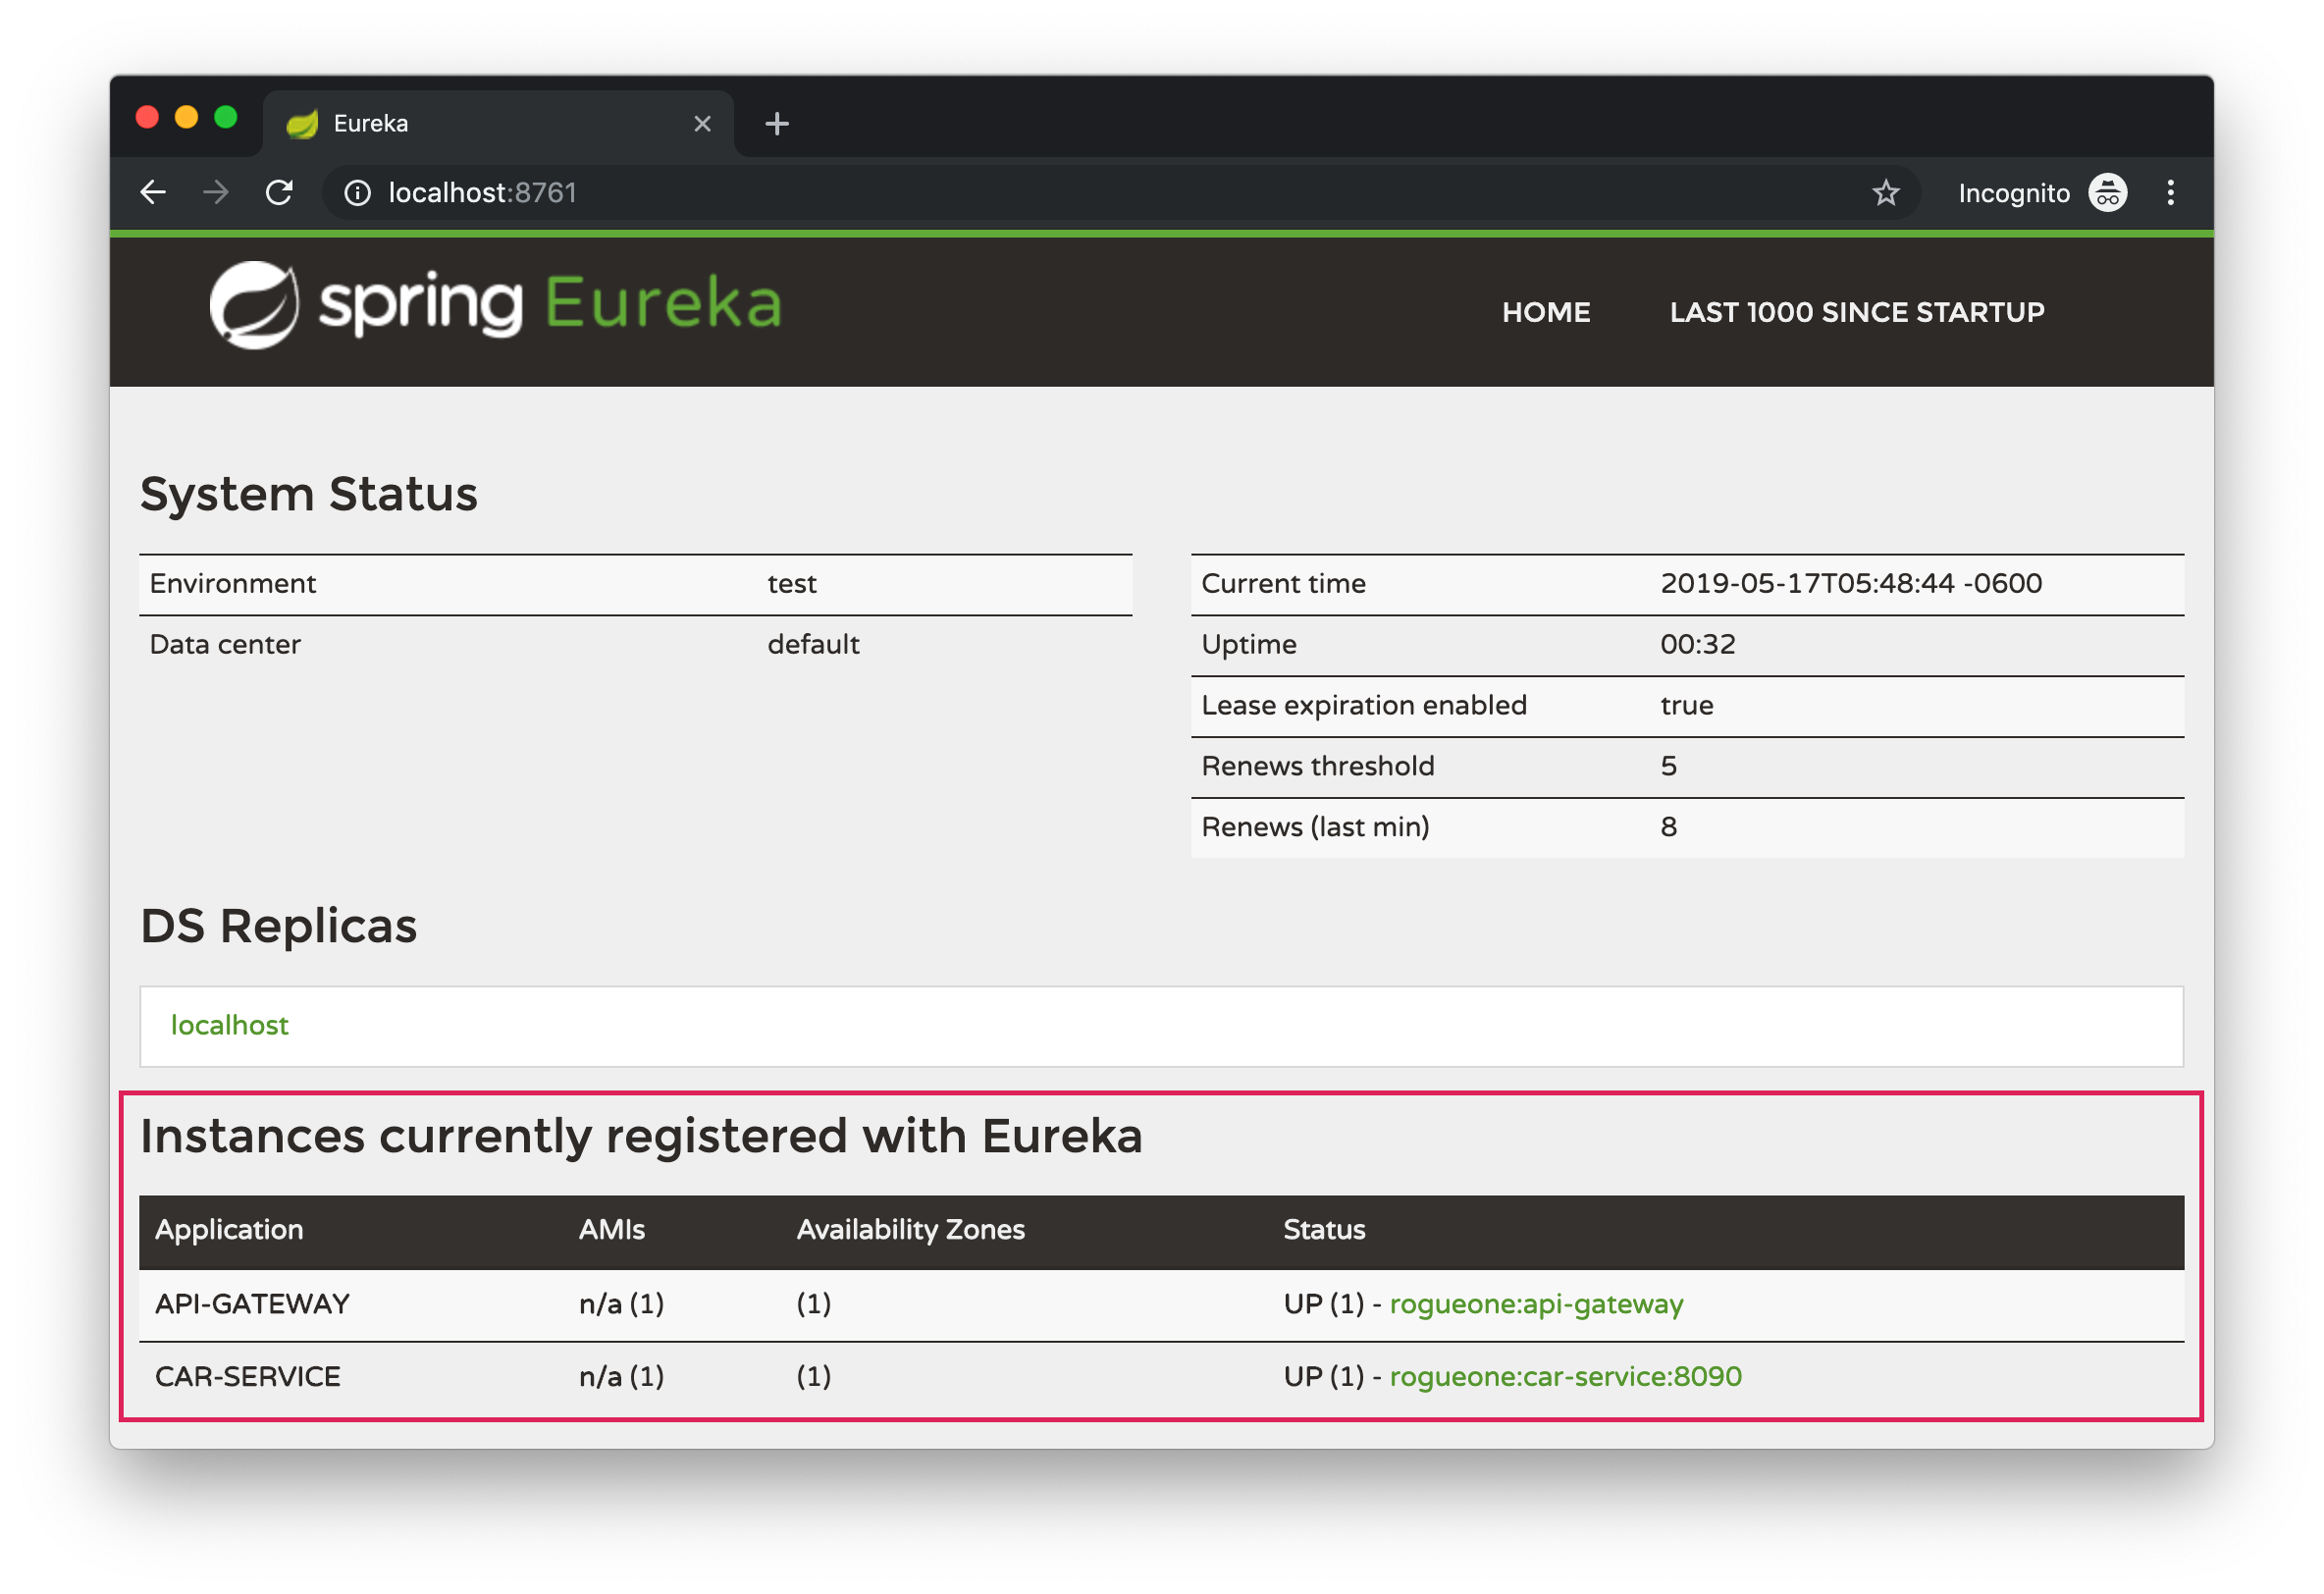 Eureka
localhost:8761
Incognito
spring Eureka
HOME LAST 1000 SINCE STARTUP
System Status
Environment test
Data center default
Current time 2019-05-17T05:48:44 -0600
Uptime 00:32
Lease expiration enabled true
Renews threshold 5
Renews (last min) 8
DS Replicas
localhost
Instances currently registered with Eureka
Application AMIs Availability Zones Status
API-GATEWAY n/a (1) (1) UP (1) - rogueone:api-gateway
CAR-SERVICE n/a (1) (1) UP (1) - rogueone:car-service:8090